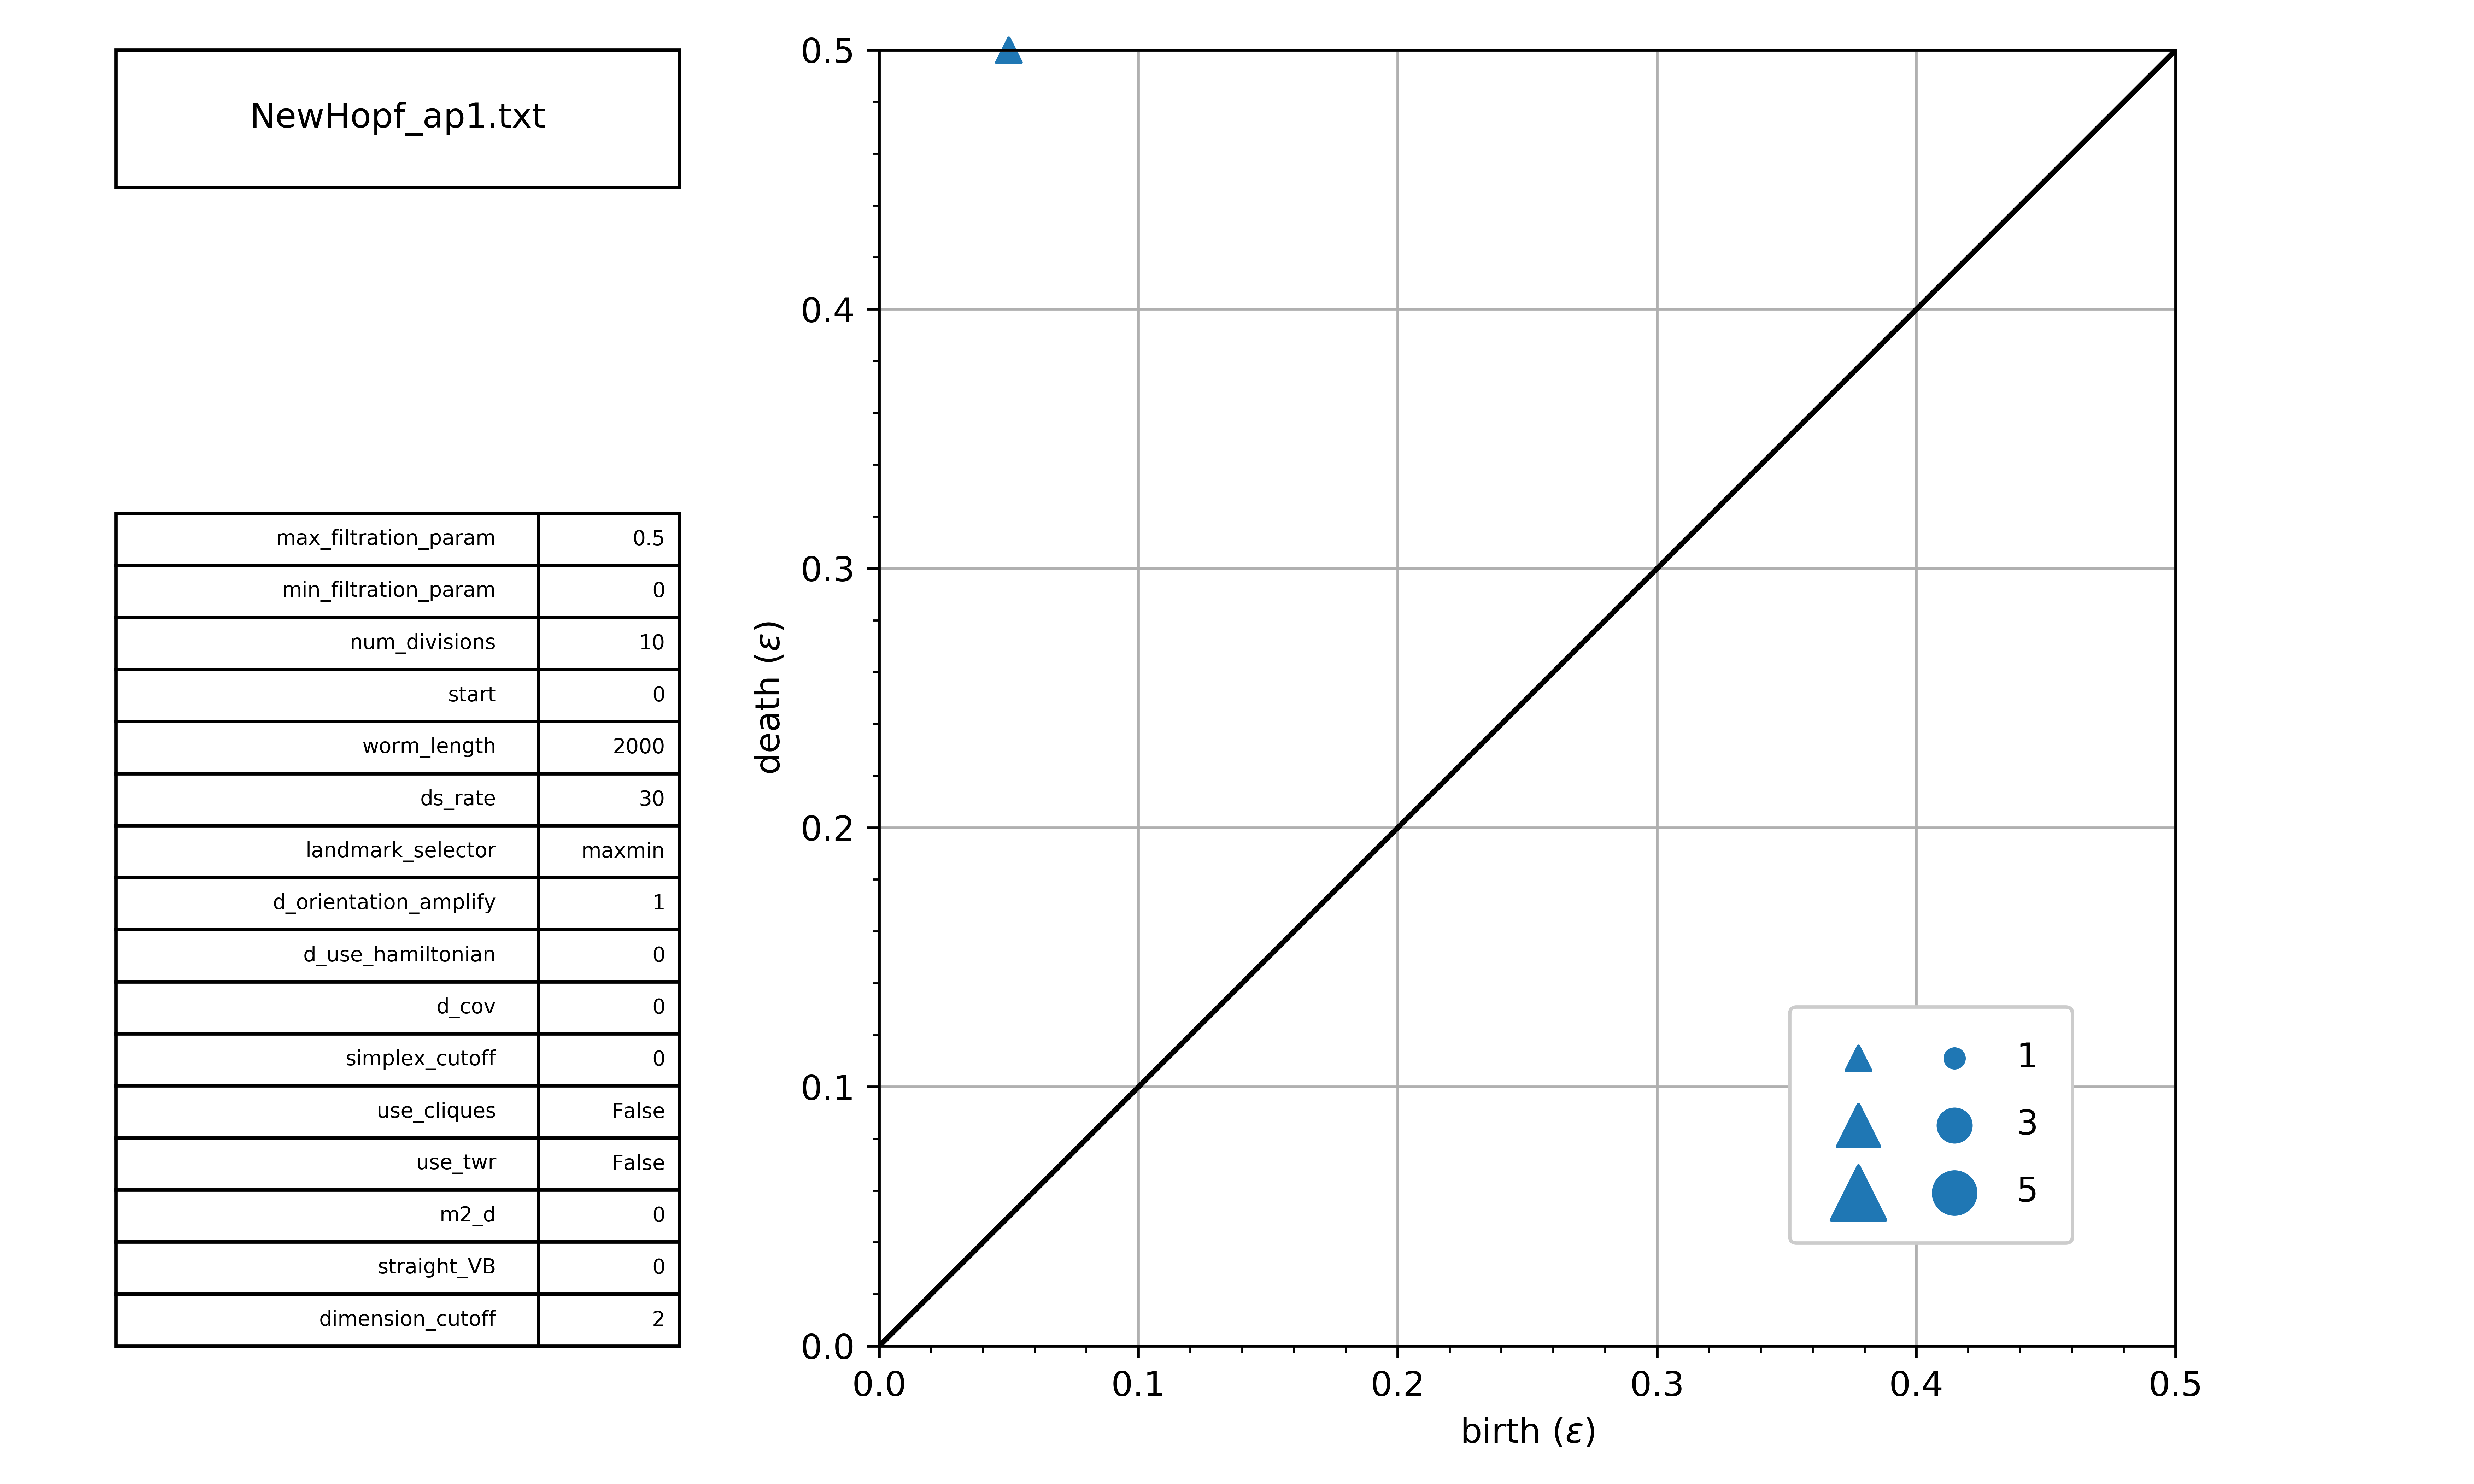 NewHopf_ap1.txt
max_filtration_param 0.5
min_filtration_param 0
num_divisions 10
start 0
worm_length 2000
ds_rate 30
landmark_selector maxmin
d_orientation_amplify 1
d_use_hamiltonian 0
d_cov 0
simplex_cutoff 0
use_cliques False
use_twr False
m2_d 0
straight_VB 0
dimension_cutoff 2
death (ε)
0.5
0.4
0.3
0.2
0.1
0.0
1
3
5
0.0 0.1 0.2 0.3 0.4 0.5
birth (ε)